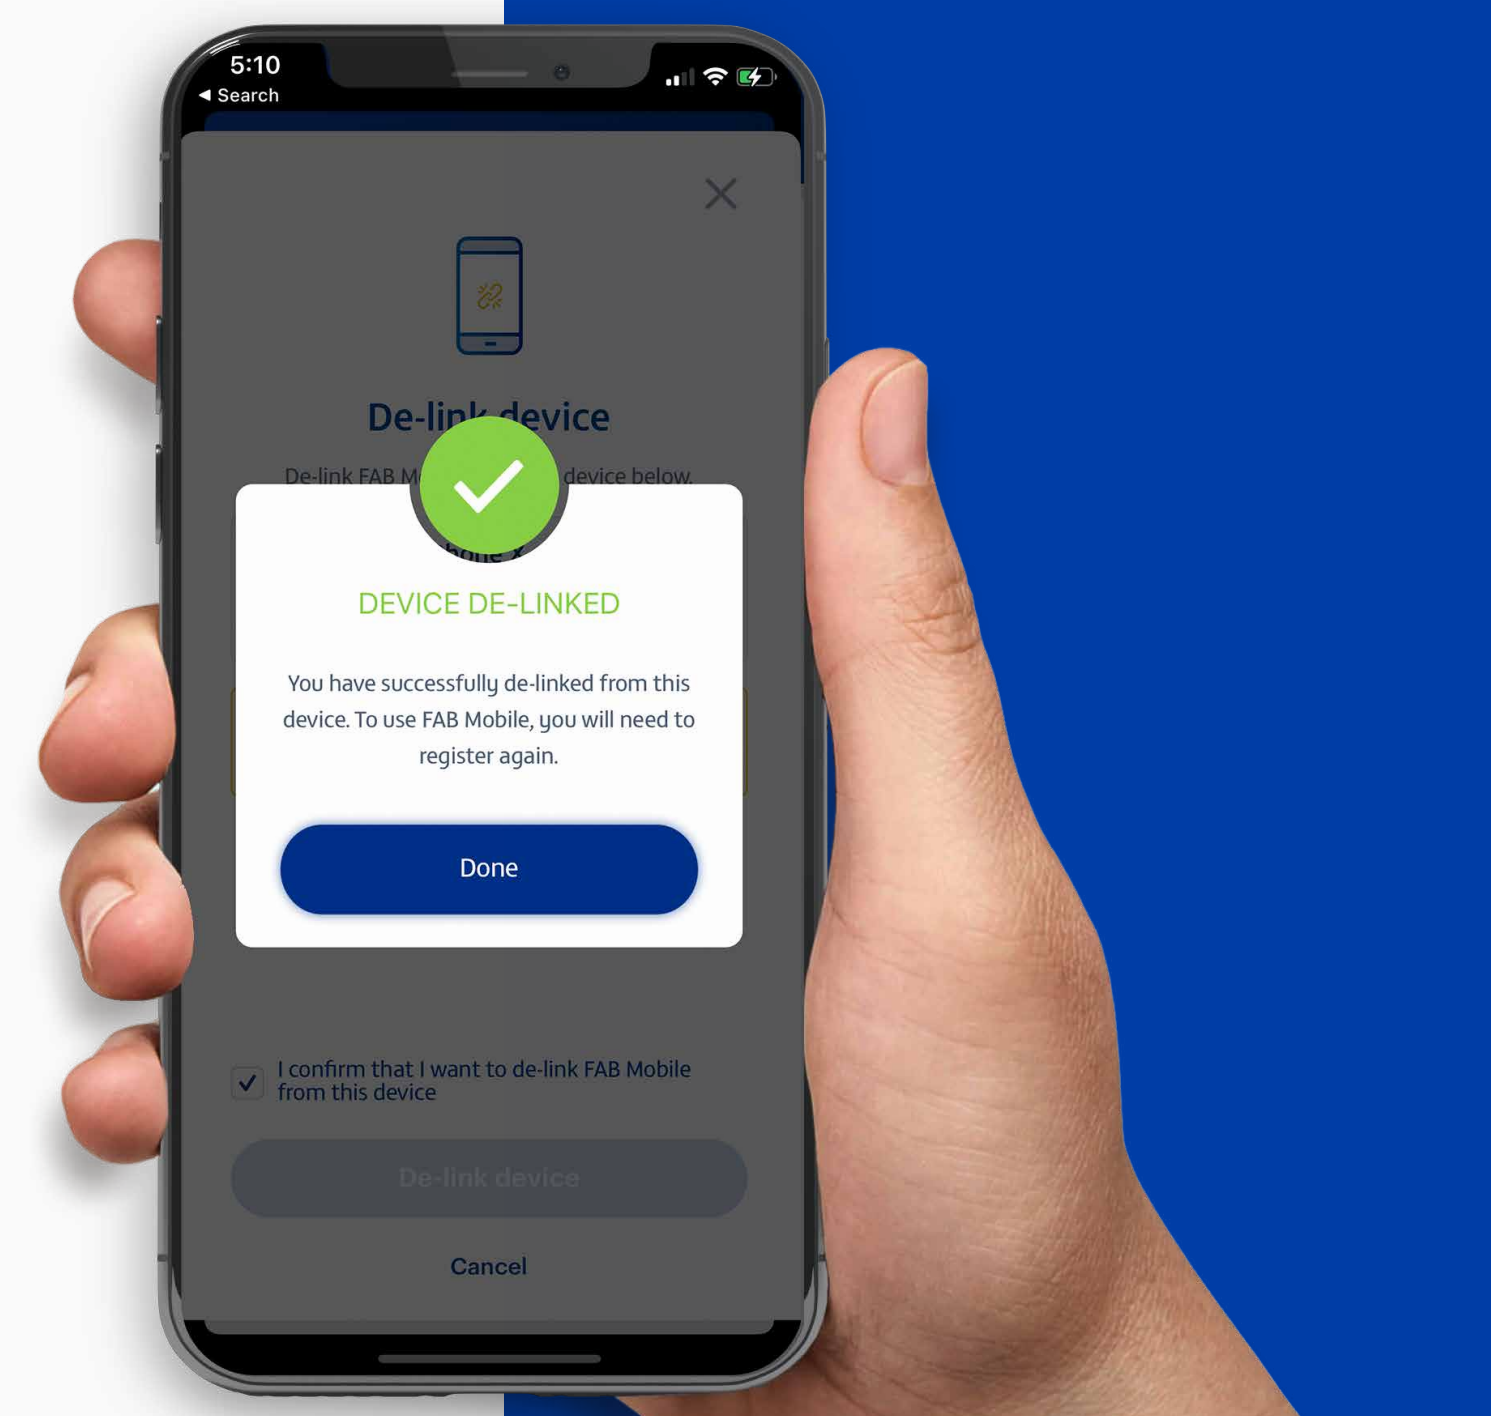 5:10
Search
De-link device
De-link FAB device below.
DEVICE DE-LINKED
You have successfully de-linked from this
device. To use FAB Mobile, you will need to
register again.
Done
I confirm that I want to de-link FAB Mobile
from this device
De-link device
Cancel